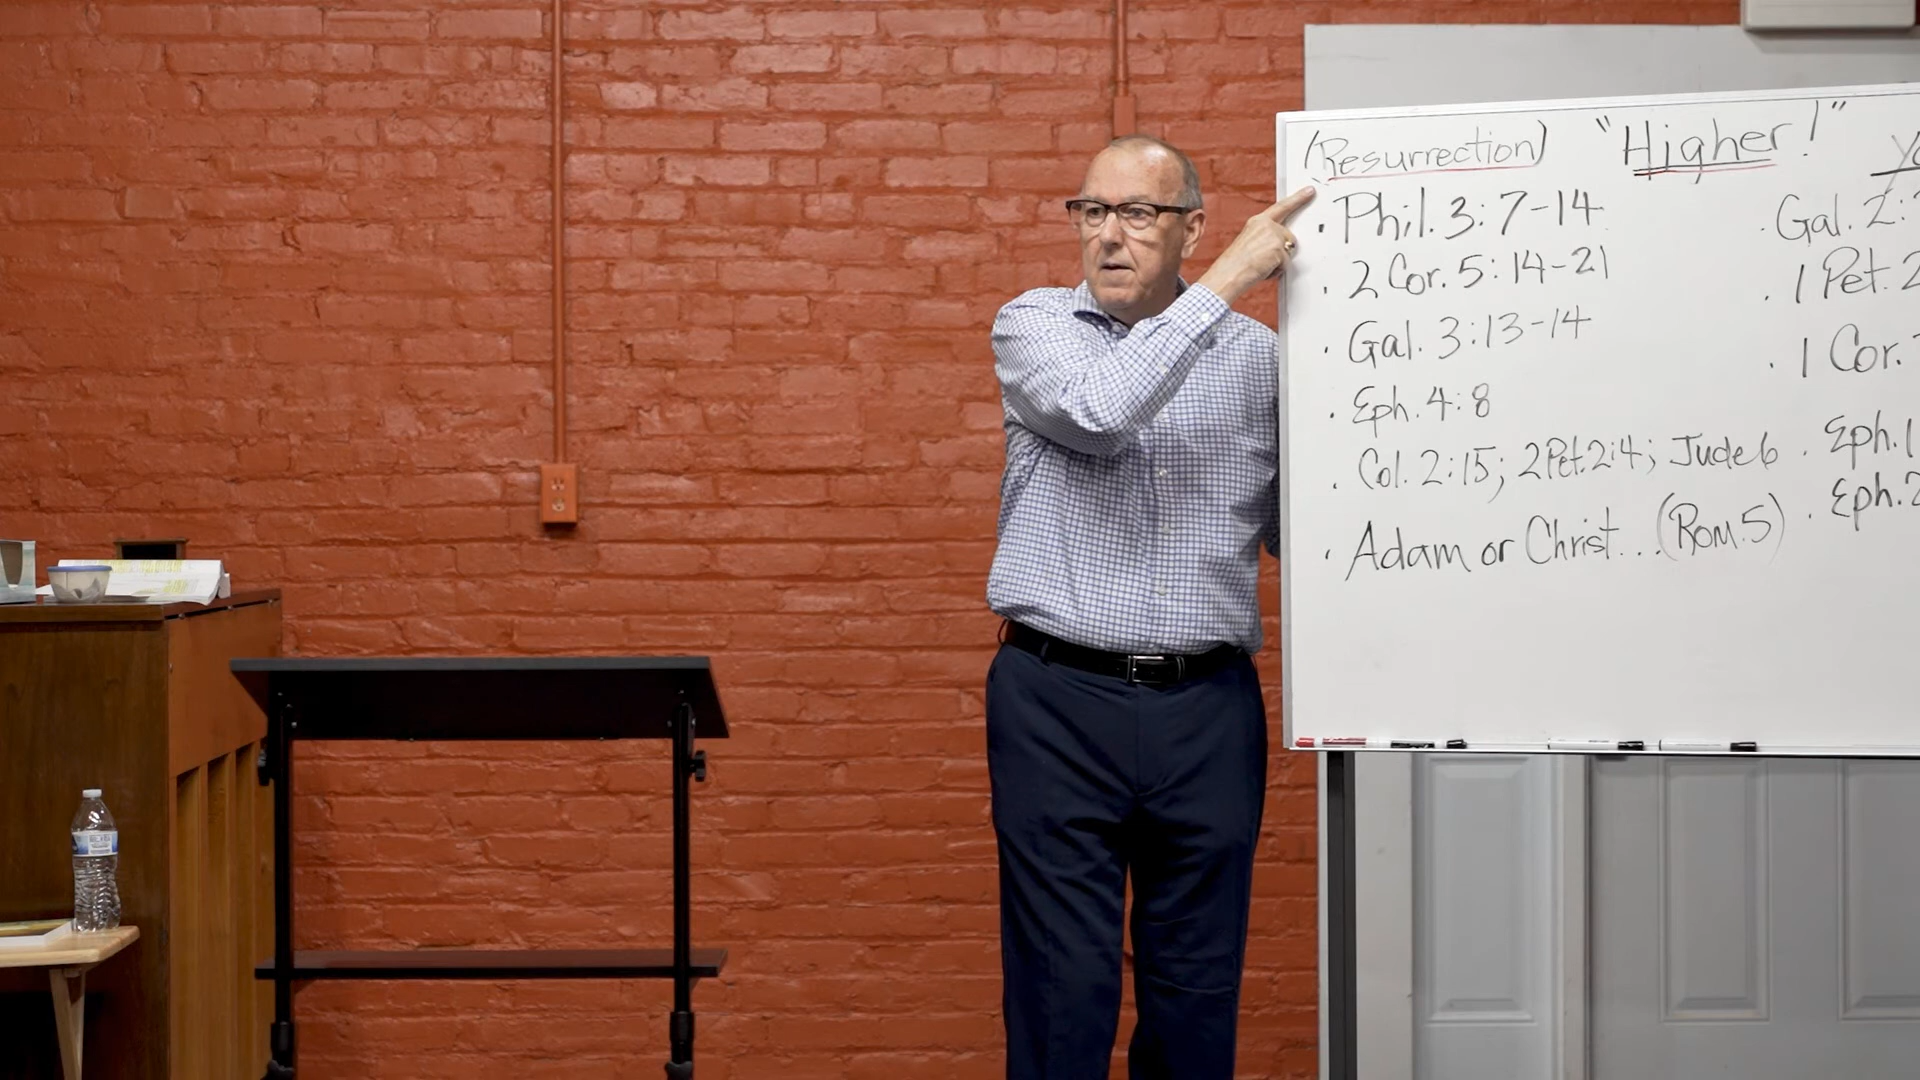 (Resurrection) "Higher!"
· Phil. 3:7-14
· 2 Cor. 5:14-21
· Gal. 3:13-14
· Eph. 4:8
· Col. 2:15; 2 Pet. 2:4; Jude 6
· Adam or Christ... (Rom. 5)
· Gal. 2:
· 1 Pet. 2
· 1 Cor.
· Eph. 1
· Eph. 2